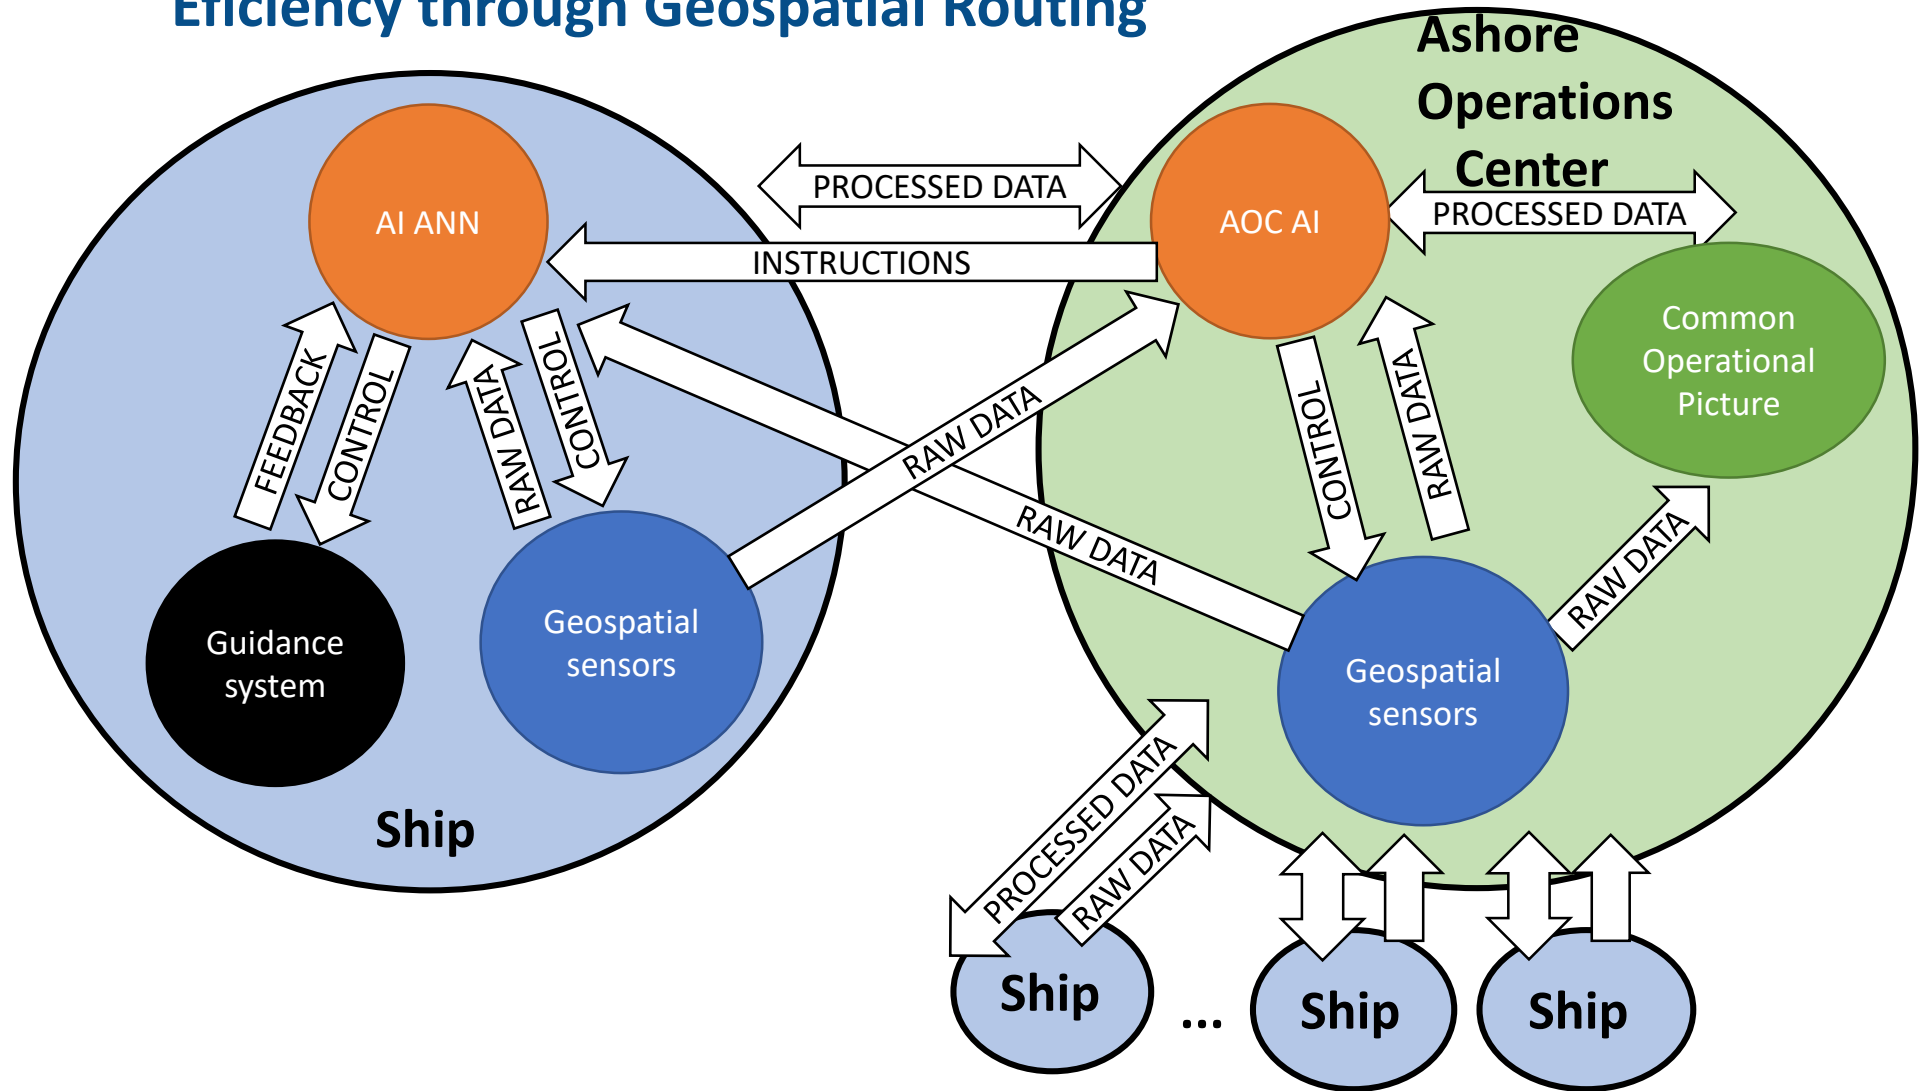 Eficiency through Geospatial Routing
Ashore
Operations
Center
AI ANN
PROCESSED DATA
AOC AI
PROCESSED DATA
INSTRUCTIONS
Common
Operational
Picture
FEEDBACK
CONTROL
RAW DATA
CONTROL
RAW DATA
RAW DATA
CONTROL
RAW DATA
RAW DATA
Guidance
system
Geospatial
sensors
Geospatial
sensors
Ship
PROCESSED DATA
RAW DATA
Ship
...
Ship
Ship